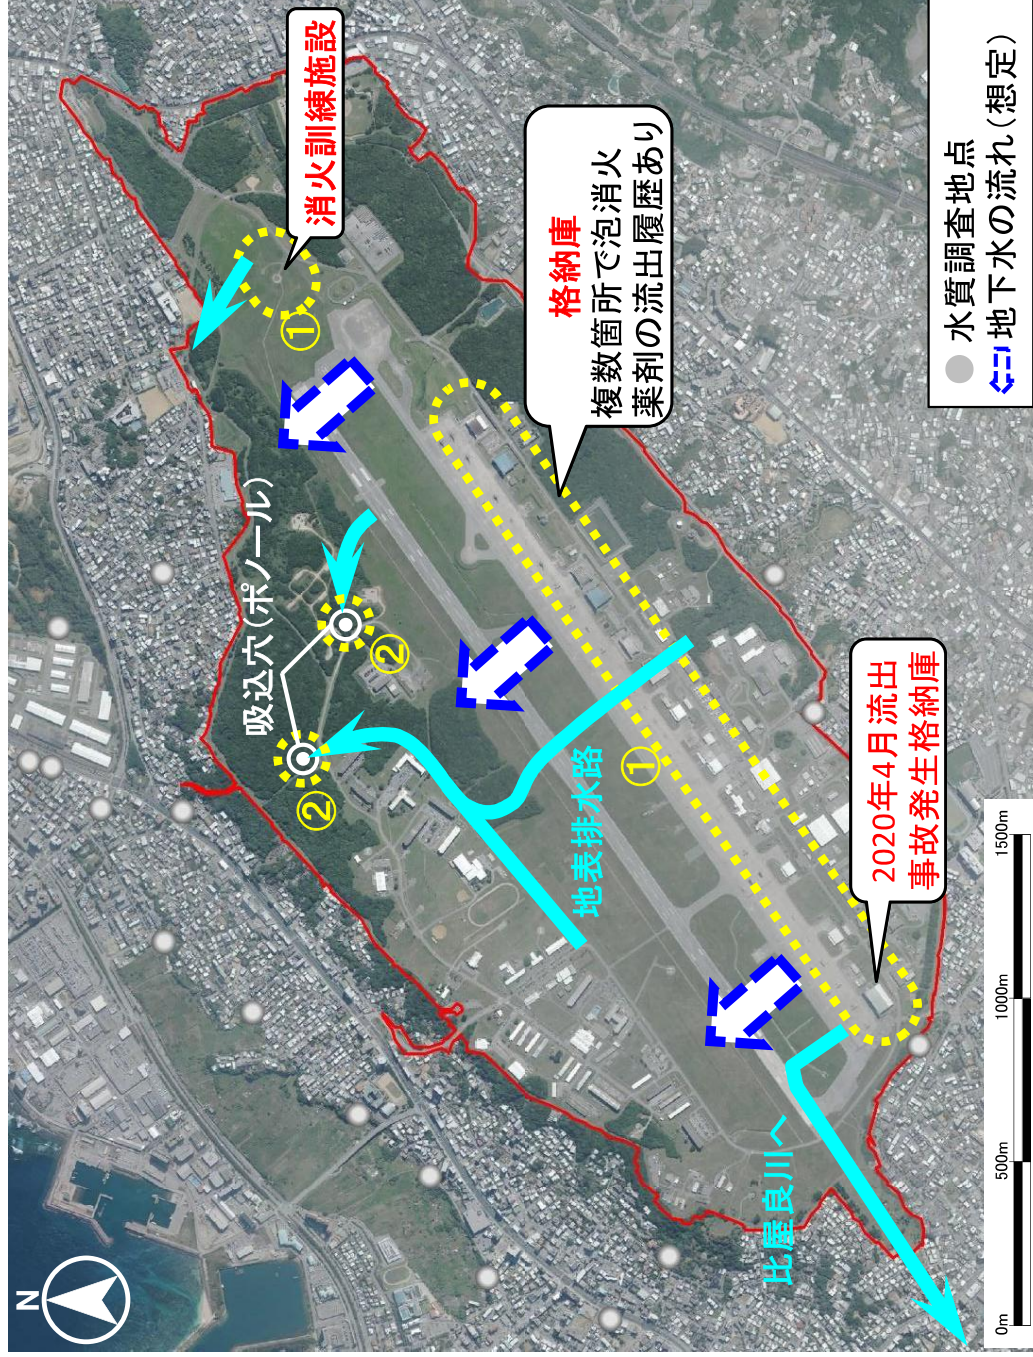 消火訓練施設
①
格納庫
複数箇所で泡消火
薬剤の流出履歴あり
吸込穴(ポノール)
②
②
①
地表排水路
2020年4月流出
事故発生格納庫
比屋良川へ
N
水質調査地点
地下水の流れ(想定)
0m
500m
1000m
1500m